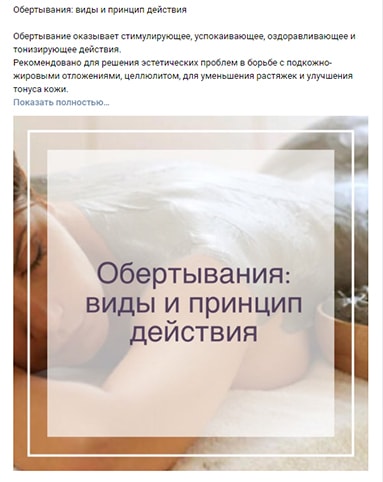 Обертывания: виды и принцип действия
Обертывание оказывает стимулирующее, успокаивающее, оздоравливающее и
тонизирующее действия.
Рекомендовано для решения эстетических проблем в борьбе с подкожно-
жировыми отложениями, целлюлитом, для уменьшения растяжек и улучшения
тонуса кожи.
Показать полностью...
Обертывания:
виды и принцип
действия